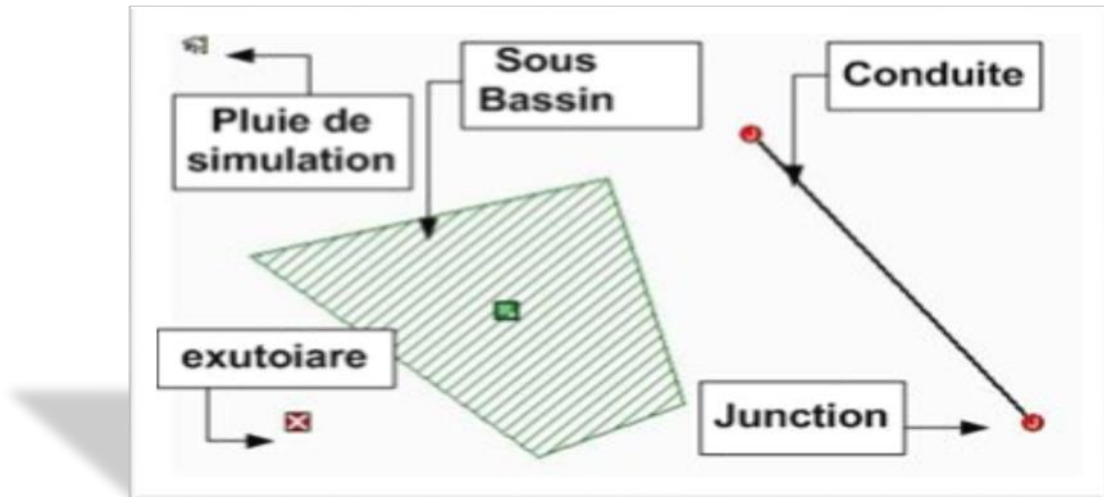 Sous
Bassin
Conduite
Pluie de
simulation
exutoiare
Junction